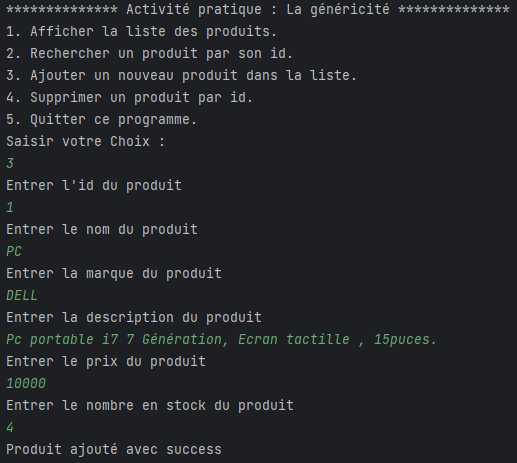 ************** Activité pratique : La généricité **************
1. Afficher la liste des produits.
2. Rechercher un produit par son id.
3. Ajouter un nouveau produit dans la liste.
4. Supprimer un produit par id.
5. Quitter ce programme.
Saisir votre Choix :
3
Entrer l'id du produit
1
Entrer le nom du produit
PC
Entrer la marque du produit
DELL
Entrer la description du produit
Pc portable i7 7 Génération, Ecran tactille , 15puces.
Entrer le prix du produit
10000
Entrer le nombre en stock du produit
4
Produit ajouté avec success